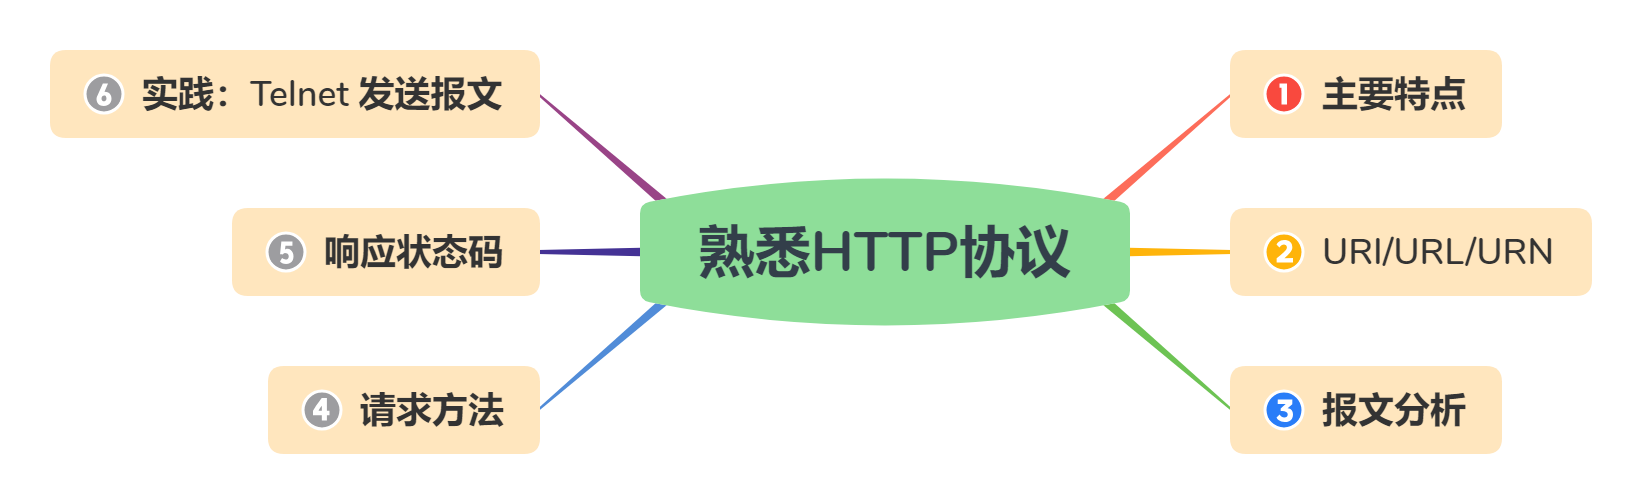 熟悉HTTP协议
1 主要特点
2 URI/URL/URN
3 报文分析
4 请求方法
5 响应状态码
6 实践：Telnet 发送报文